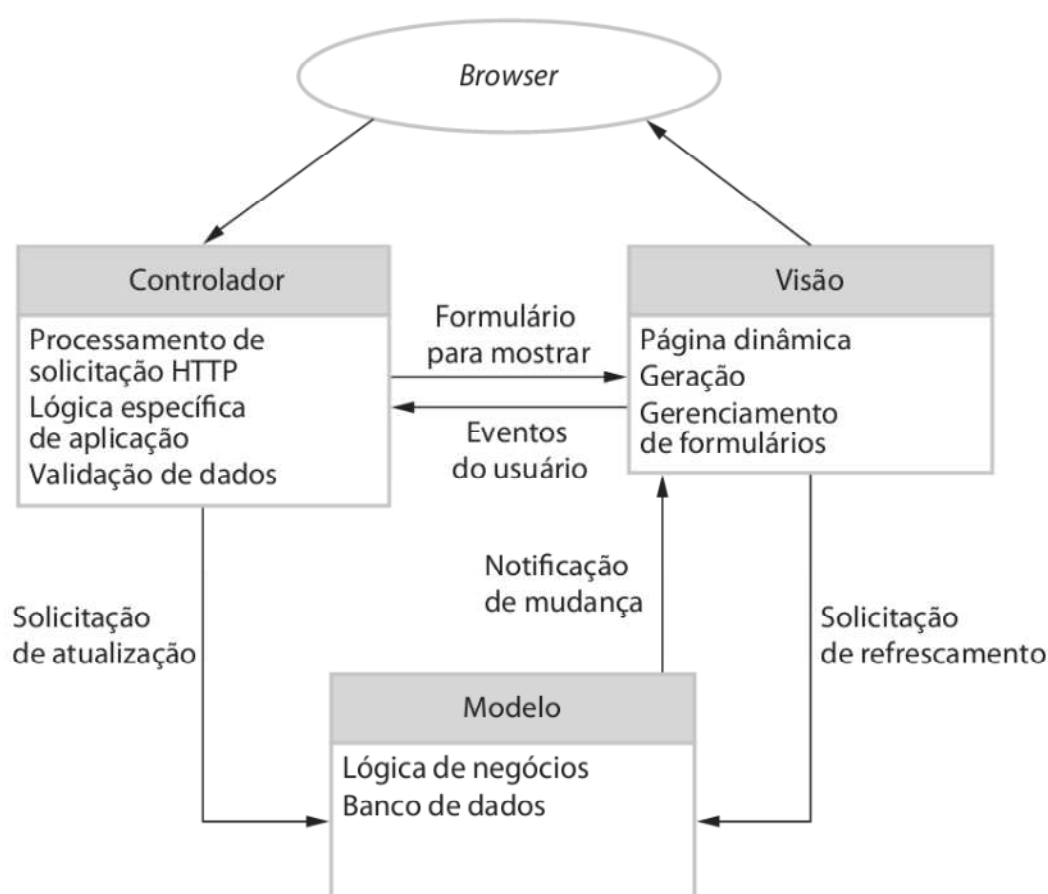 Browser
Controlador
Processamento de
solicitação HTTP
Lógica específica
de aplicação
Validação de dados
Formulário
para mostrar
Eventos
do usuário
Visão
Página dinâmica
Geração
Gerenciamento
de formulários
Solicitação
de atualização
Notificação
de mudança
Solicitação
de refrescamento
Modelo
Lógica de negócios
Banco de dados